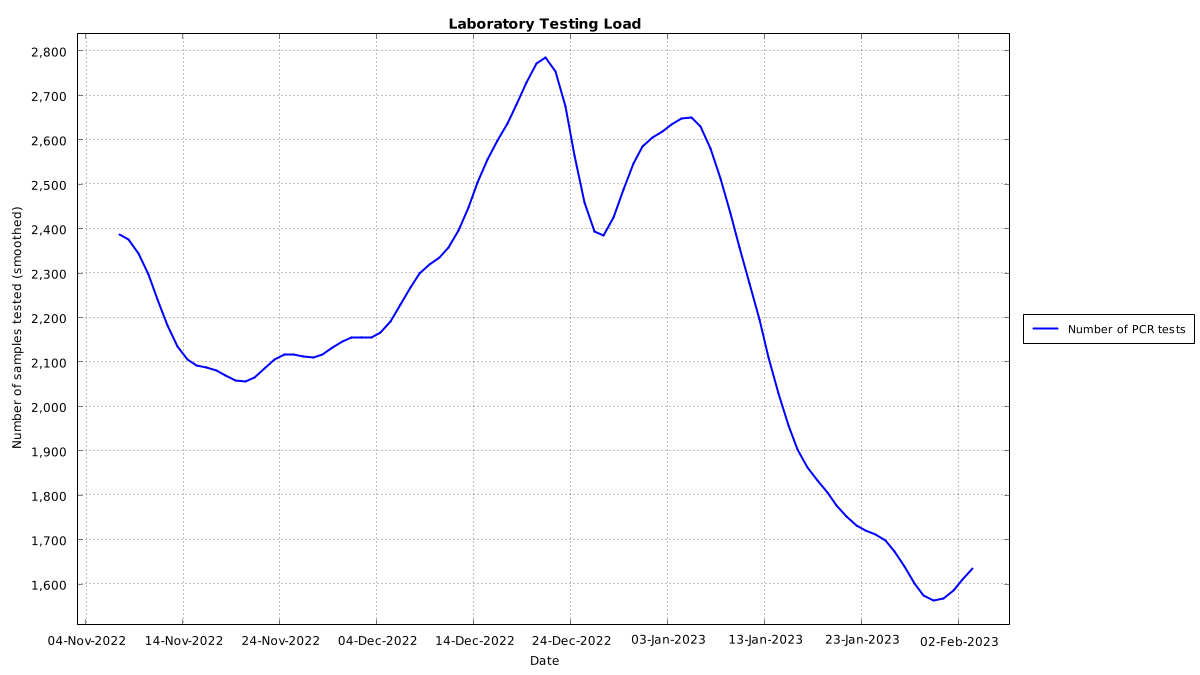 Laboratory Testing Load
2,800
2,700
2,600
2,500
2,400
2,300
2,200
2,100
2,000
1,900
1,800
1,700
1,600
Number of samples tested (smoothed)
04-Nov-2022 14-Nov-2022 24-Nov-2022 04-Dec-2022 14-Dec-2022 24-Dec-2022 03-Jan-2023 13-Jan-2023 23-Jan-2023 02-Feb-2023
Date
Number of PCR tests